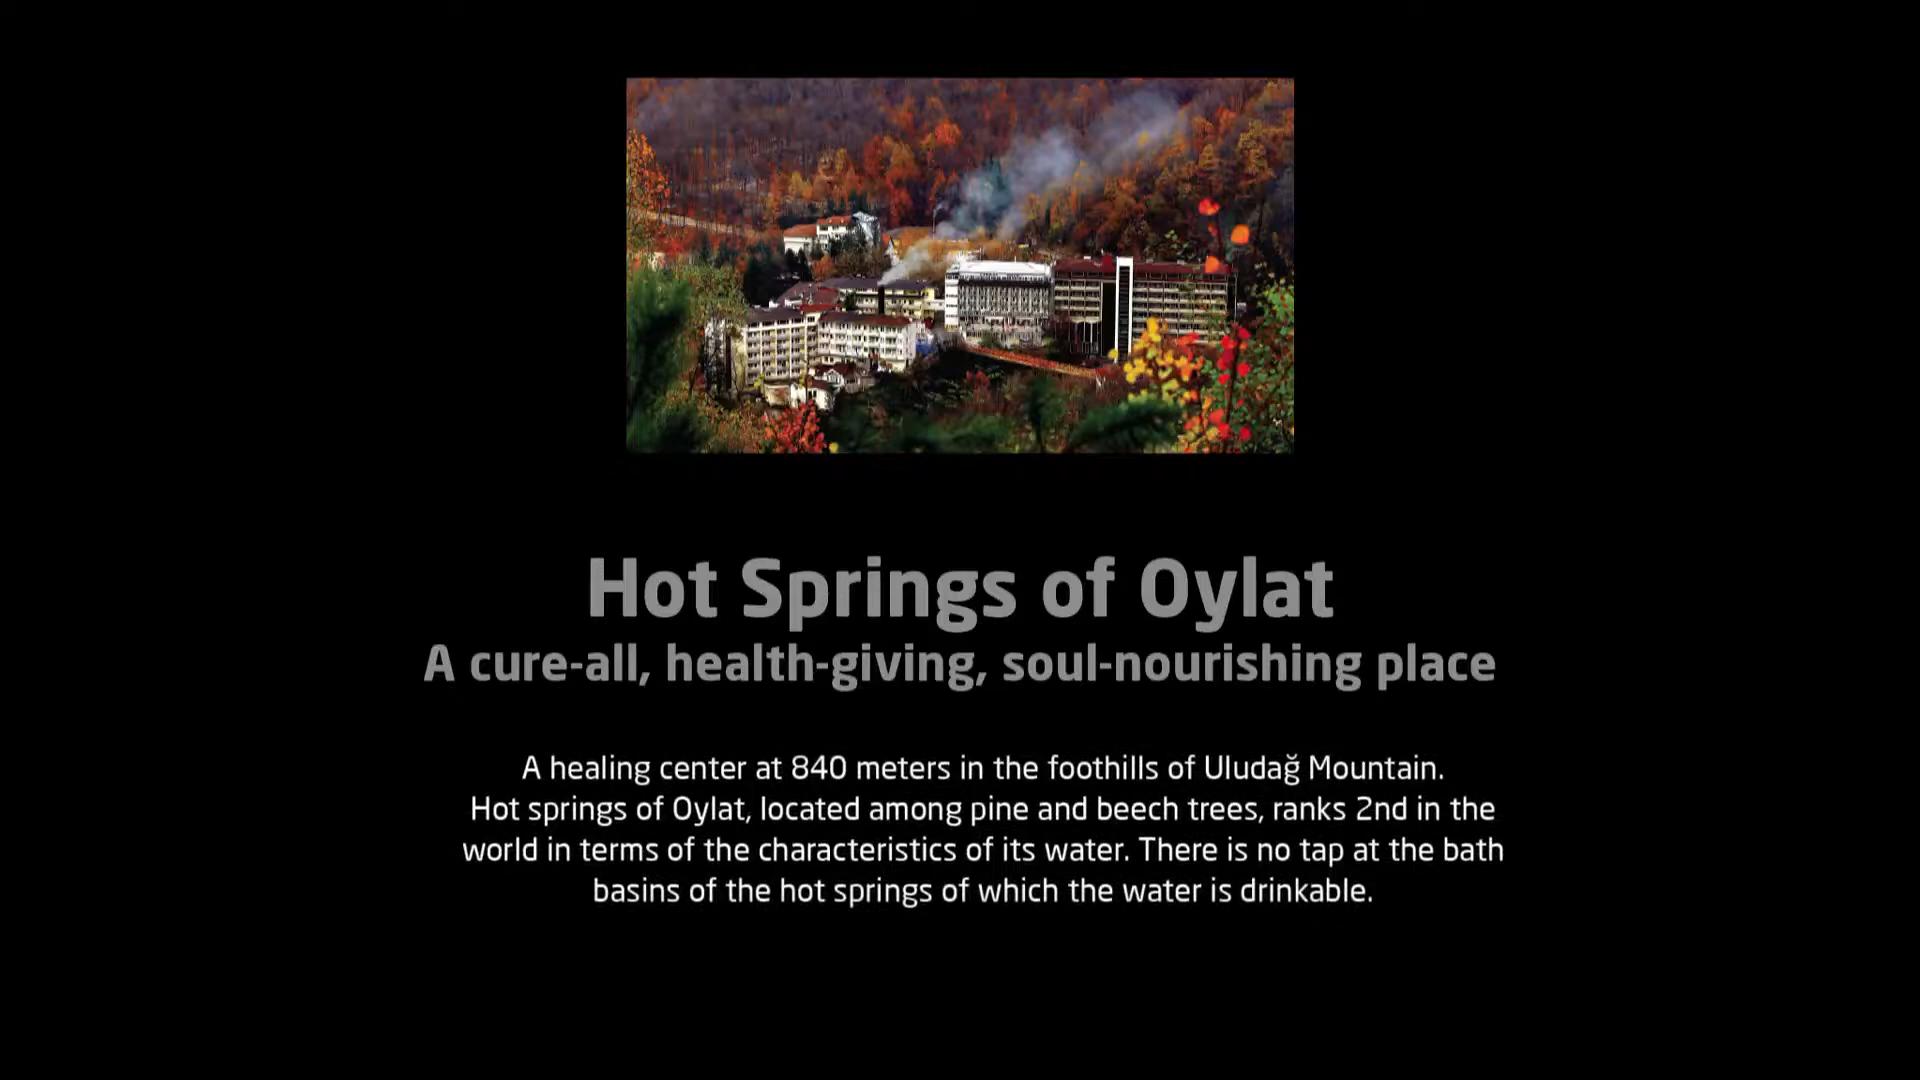 Hot Springs of Oylat
A cure-all, health-giving, soul-nourishing place
A healing center at 840 meters in the foothills of Uludağ Mountain.
Hot springs of Oylat, located among pine and beech trees, ranks 2nd in the
world in terms of the characteristics of its water. There is no tap at the bath
basins of the hot springs of which the water is drinkable.